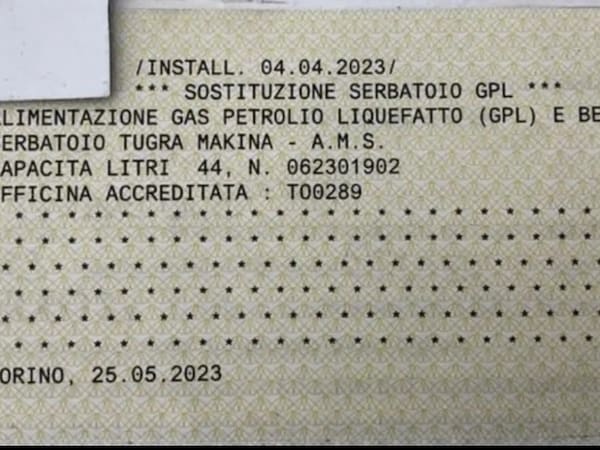 /INSTALL. 04.04.2023/
*** SOSTITUZIONE SERBATOIO GPL ***
LIMENTAZIONE GAS PETROLIO LIQUEFATTO (GPL) E BE
ERBATOIO TUGRA MAKINA - A.M.S.
APACITA LITRI 44, N. 062301902
FFICINA ACCREDITATA : TO0289
* * * * * * * * * * * * * * * * * * * * * * *
* * * * * * * * * * * * * * * * * * * * * * *
* * * * * * * * * * * * * * * * * * * * * * *
* * * * * * * * * * * * * * * * * * * * * * *
* * * * * * * * * * * * * * * * * * * * * * *
* * * * * * * * * * * * * * * * * * * * * * *
ORINO, 25.05.2023